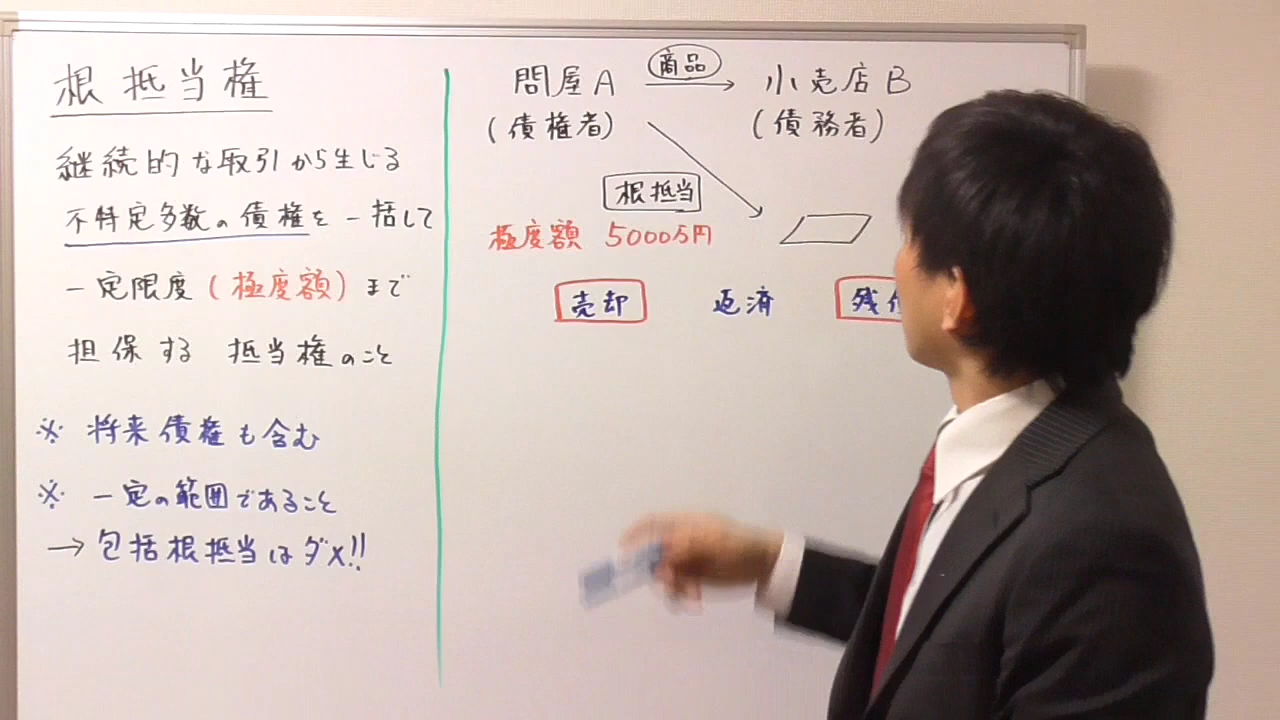 根抵当権
継続的な取引から生じる
不特定多数の債権を一括して
一定限度(極度額)まで
担保する 抵当権のこと
※ 将来債権も含む
※ 一定の範囲であること
→ 包括根抵当はダメ!!
商品
問屋A → 小売店B
(債権者) (債務者)
根抵当
極度額 5000万円
売却 返済 残